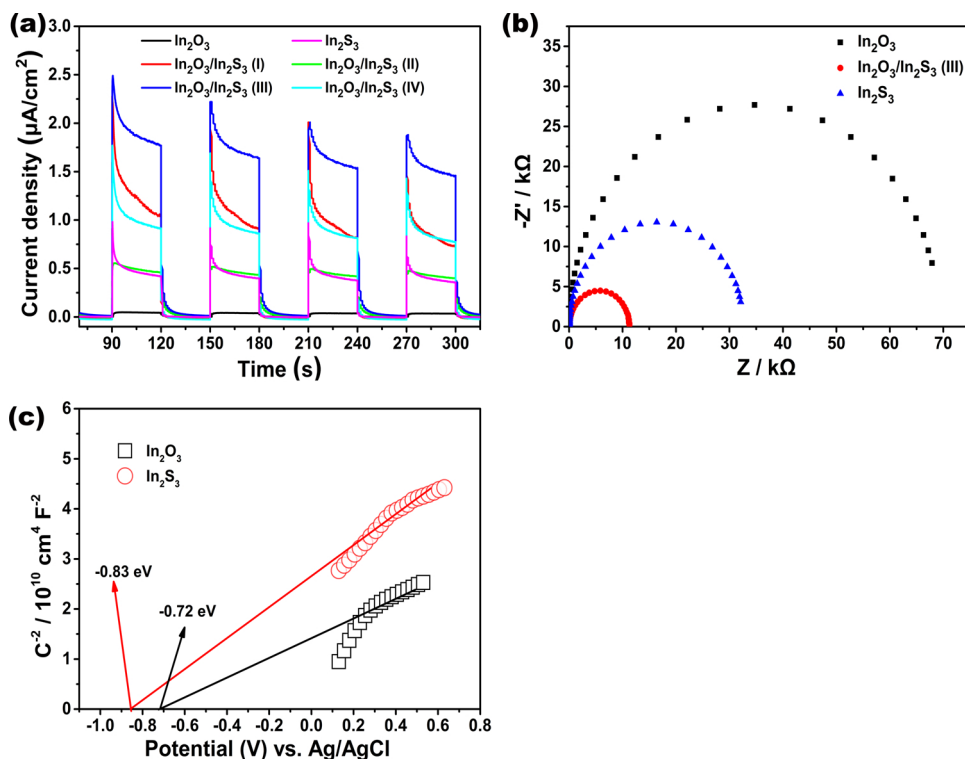 (a)
In₂O₃
In₂S₃
In₂O₃/In₂S₃ (I)
In₂O₃/In₂S₃ (II)
In₂O₃/In₂S₃ (III)
In₂O₃/In₂S₃ (IV)
Current density (µA/cm²)
3.0
2.5
2.0
1.5
1.0
0.5
0.0
90 120 150 180 210 240 270 300
Time (s)
(b)
In₂O₃
In₂O₃/In₂S₃ (III)
In₂S₃
-Z' / kΩ
35
30
25
20
15
10
5
0
0 10 20 30 40 50 60 70
Z / kΩ
(c)
In₂O₃
In₂S₃
-0.83 eV
-0.72 eV
C⁻² / 10¹⁰ cm⁴ F⁻²
6
5
4
3
2
1
0
-1.0 -0.8 -0.6 -0.4 -0.2 0.0 0.2 0.4 0.6 0.8
Potential (V) vs. Ag/AgCl